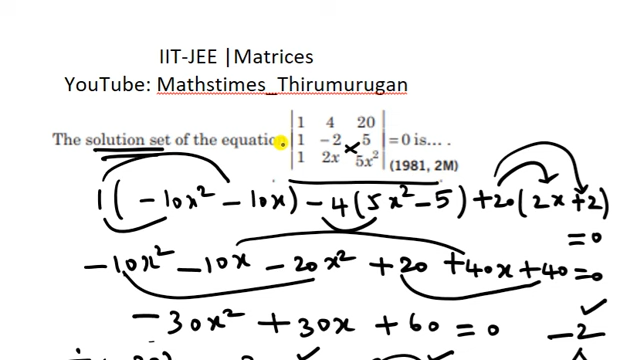 IIT-JEE |Matrices
YouTube: Mathstimes_Thirumurugan
The solution set of the equation
|1 4 20|
|1 -2 5| = 0 is... .
|1 2x 5x²|
(1981, 2M)
1(-10x² - 10x) - 4(5x² - 5) + 20(2x + 2)
= 0
-10x² - 10x - 20x² + 20 + 40x + 40 = 0
-30x² + 30x + 60 = 0
-2